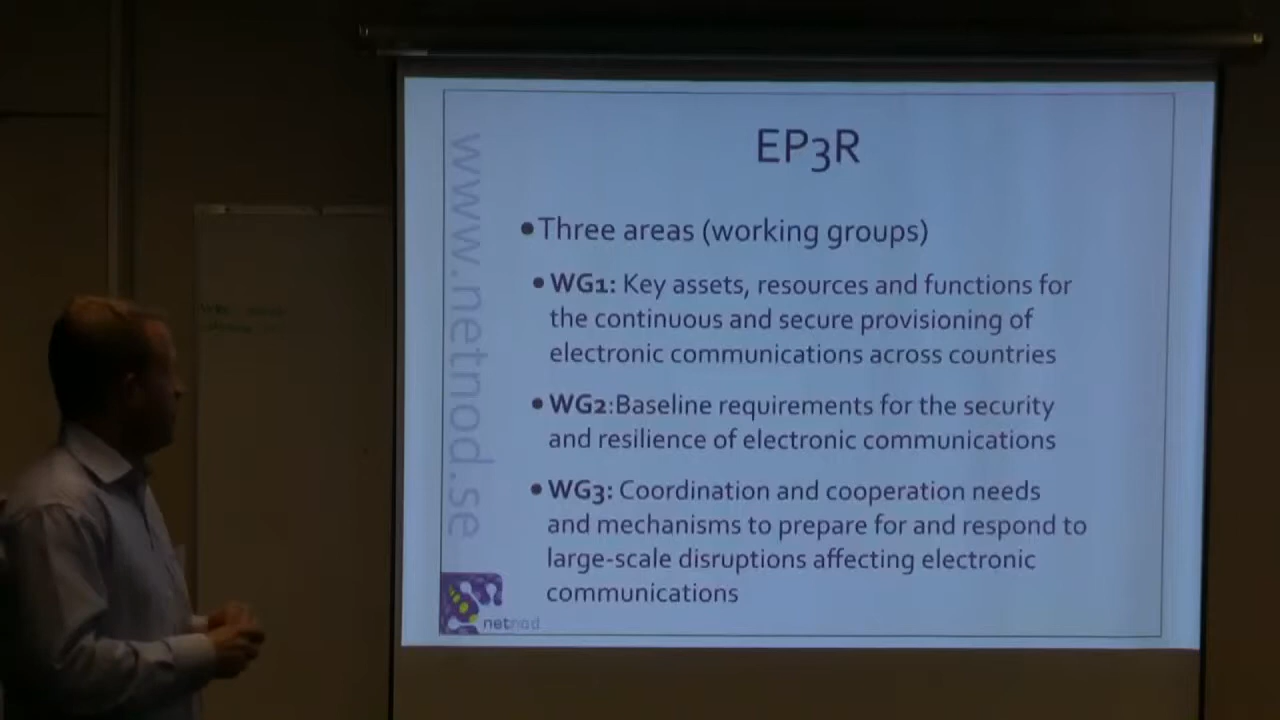 EP3R
www.netnod.se
•Three areas (working groups)
• WG1: Key assets, resources and functions for
the continuous and secure provisioning of
electronic communications across countries
• WG2:Baseline requirements for the security
and resilience of electronic communications
• WG3: Coordination and cooperation needs
and mechanisms to prepare for and respond to
large-scale disruptions affecting electronic
communications
netnod